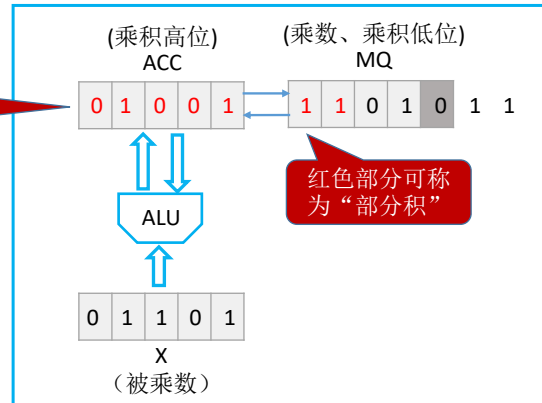 (乘积高位)
ACC
(乘数、乘积低位)
MQ
0 1 0 0 1
1 1 0 1 0 1 1
红色部分可称
为“部分积”
ALU
0 1 1 0 1
X
（被乘数）